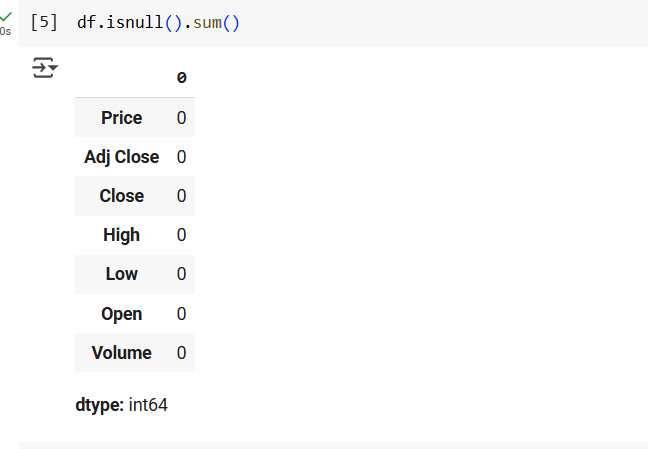 [5] df.isnull().sum()
0s
0
Price 0
Adj Close 0
Close 0
High 0
Low 0
Open 0
Volume 0
dtype: int64